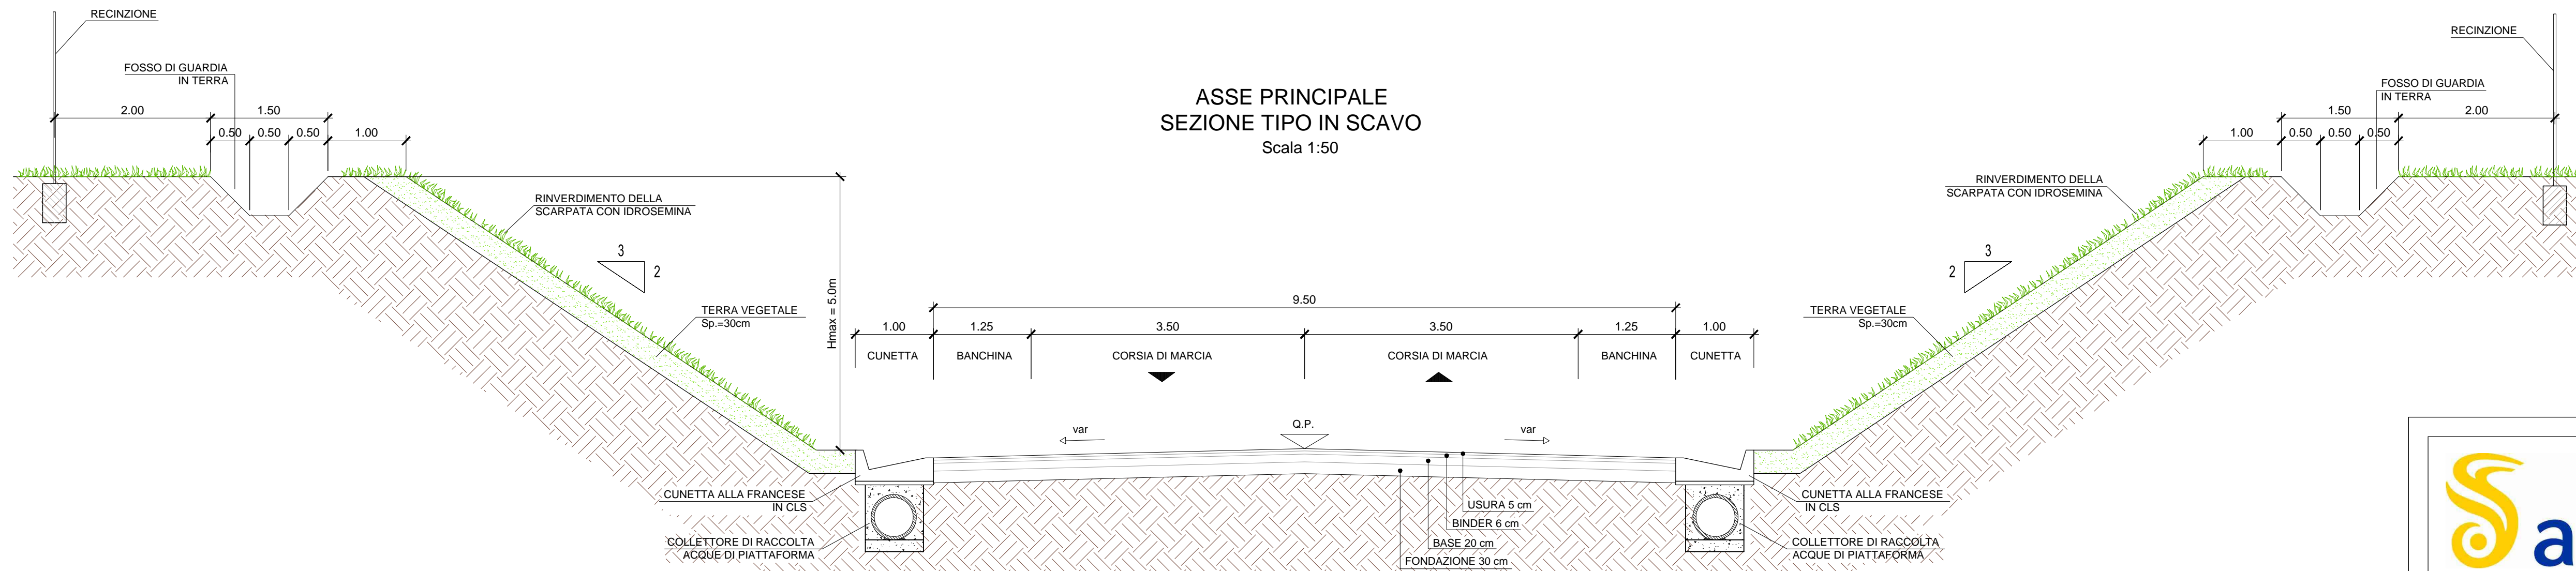 RECINZIONE
FOSSO DI GUARDIA
IN TERRA
2.00
1.50
0.50
0.50
0.50
1.00
RINVERDIMENTO DELLA
SCARPATA CON IDROSEMINA
3
2
TERRA VEGETALE
Sp.=30cm
Hmax = 5.0m
ASSE PRINCIPALE
SEZIONE TIPO IN SCAVO
Scala 1:50
9.50
1.00
1.25
3.50
3.50
1.25
1.00
CUNETTA
BANCHINA
CORSIA DI MARCIA
CORSIA DI MARCIA
BANCHINA
CUNETTA
var
Q.P.
var
CUNETTA ALLA FRANCESE
IN CLS
COLLETTORE DI RACCOLTA
ACQUE DI PIATTAFORMA
USURA 5 cm
BINDER 6 cm
BASE 20 cm
FONDAZIONE 30 cm
RECINZIONE
FOSSO DI GUARDIA
IN TERRA
1.50
2.00
1.00
0.50
0.50
0.50
RINVERDIMENTO DELLA
SCARPATA CON IDROSEMINA
3
2
TERRA VEGETALE
Sp.=30cm
CUNETTA ALLA FRANCESE
IN CLS
COLLETTORE DI RACCOLTA
ACQUE DI PIATTAFORMA
a